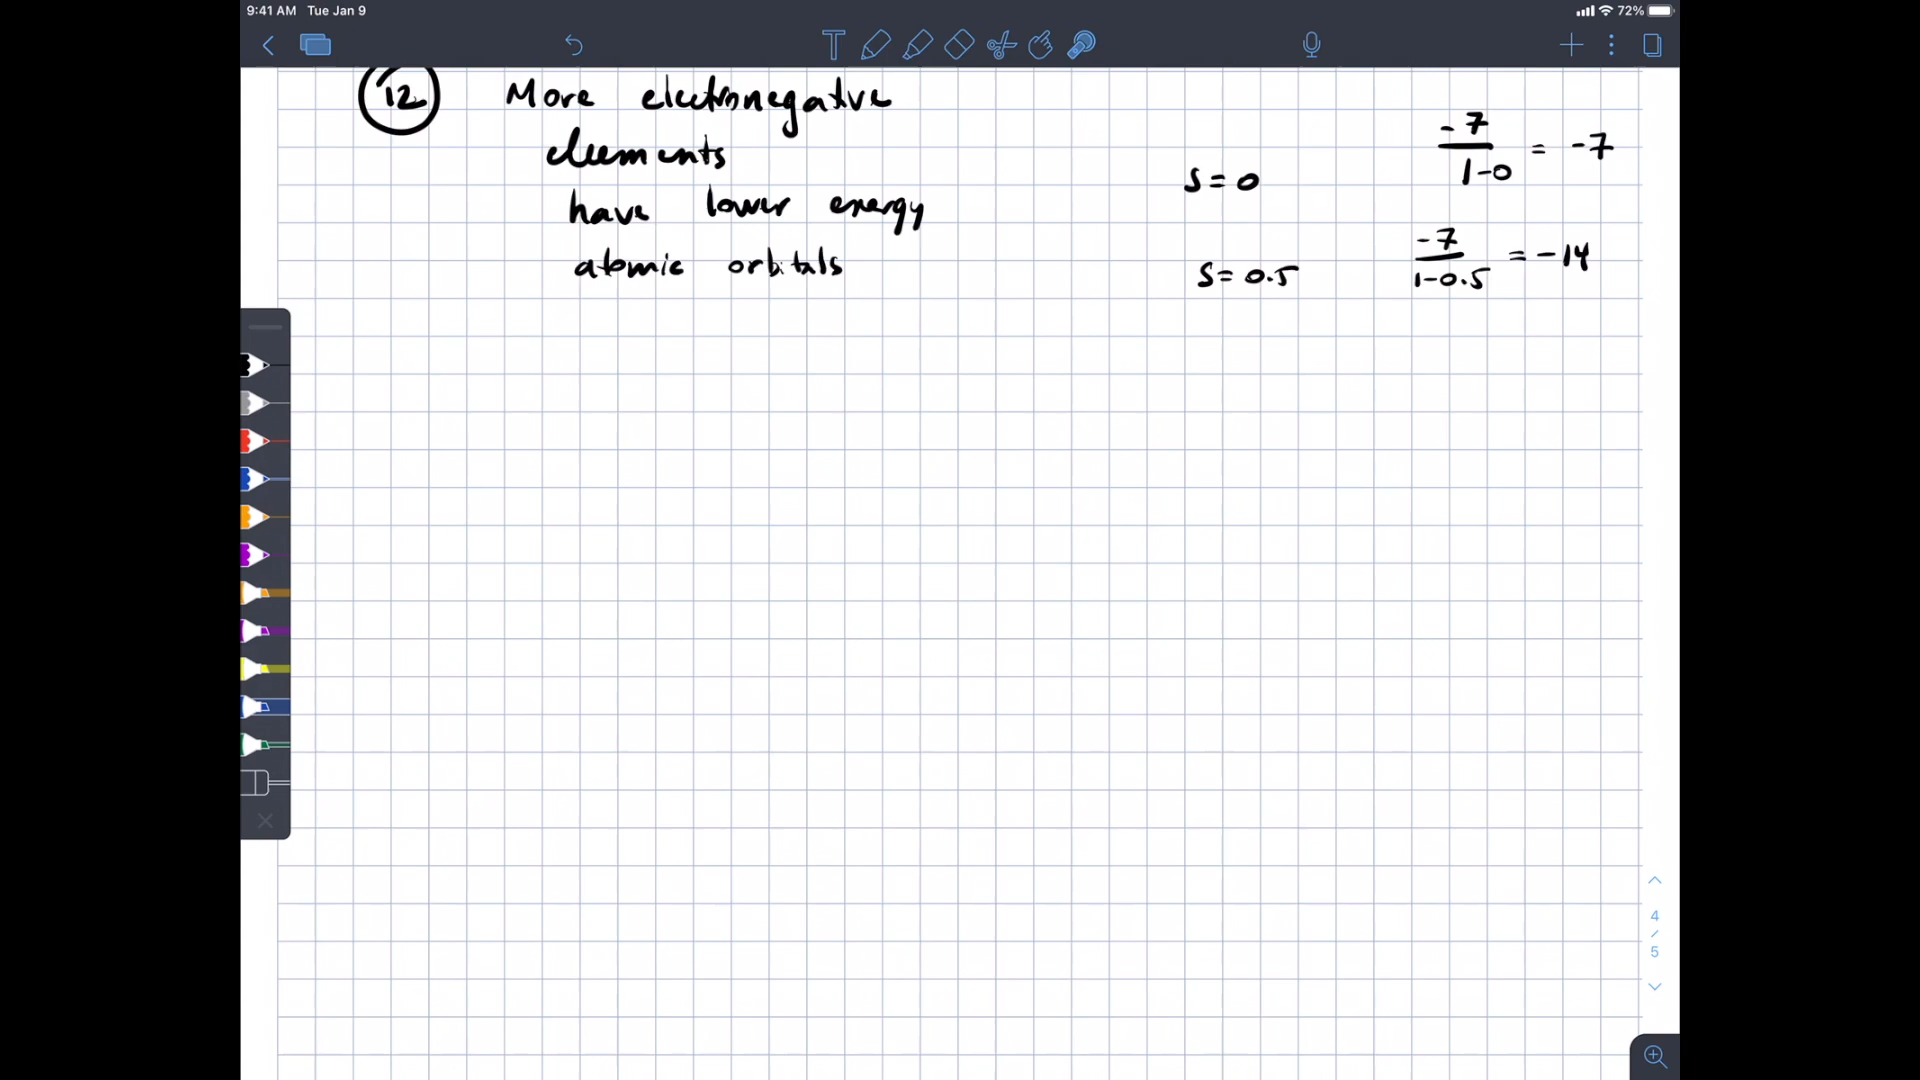 9:41 AM Tue Jan 9
72%
T
12 More electronegative
elements
have lower energy
atomic orbitals
S = 0
-7 / 1-0 = -7
S = 0.5
-7 / 1-0.5 = -14
4
/
5